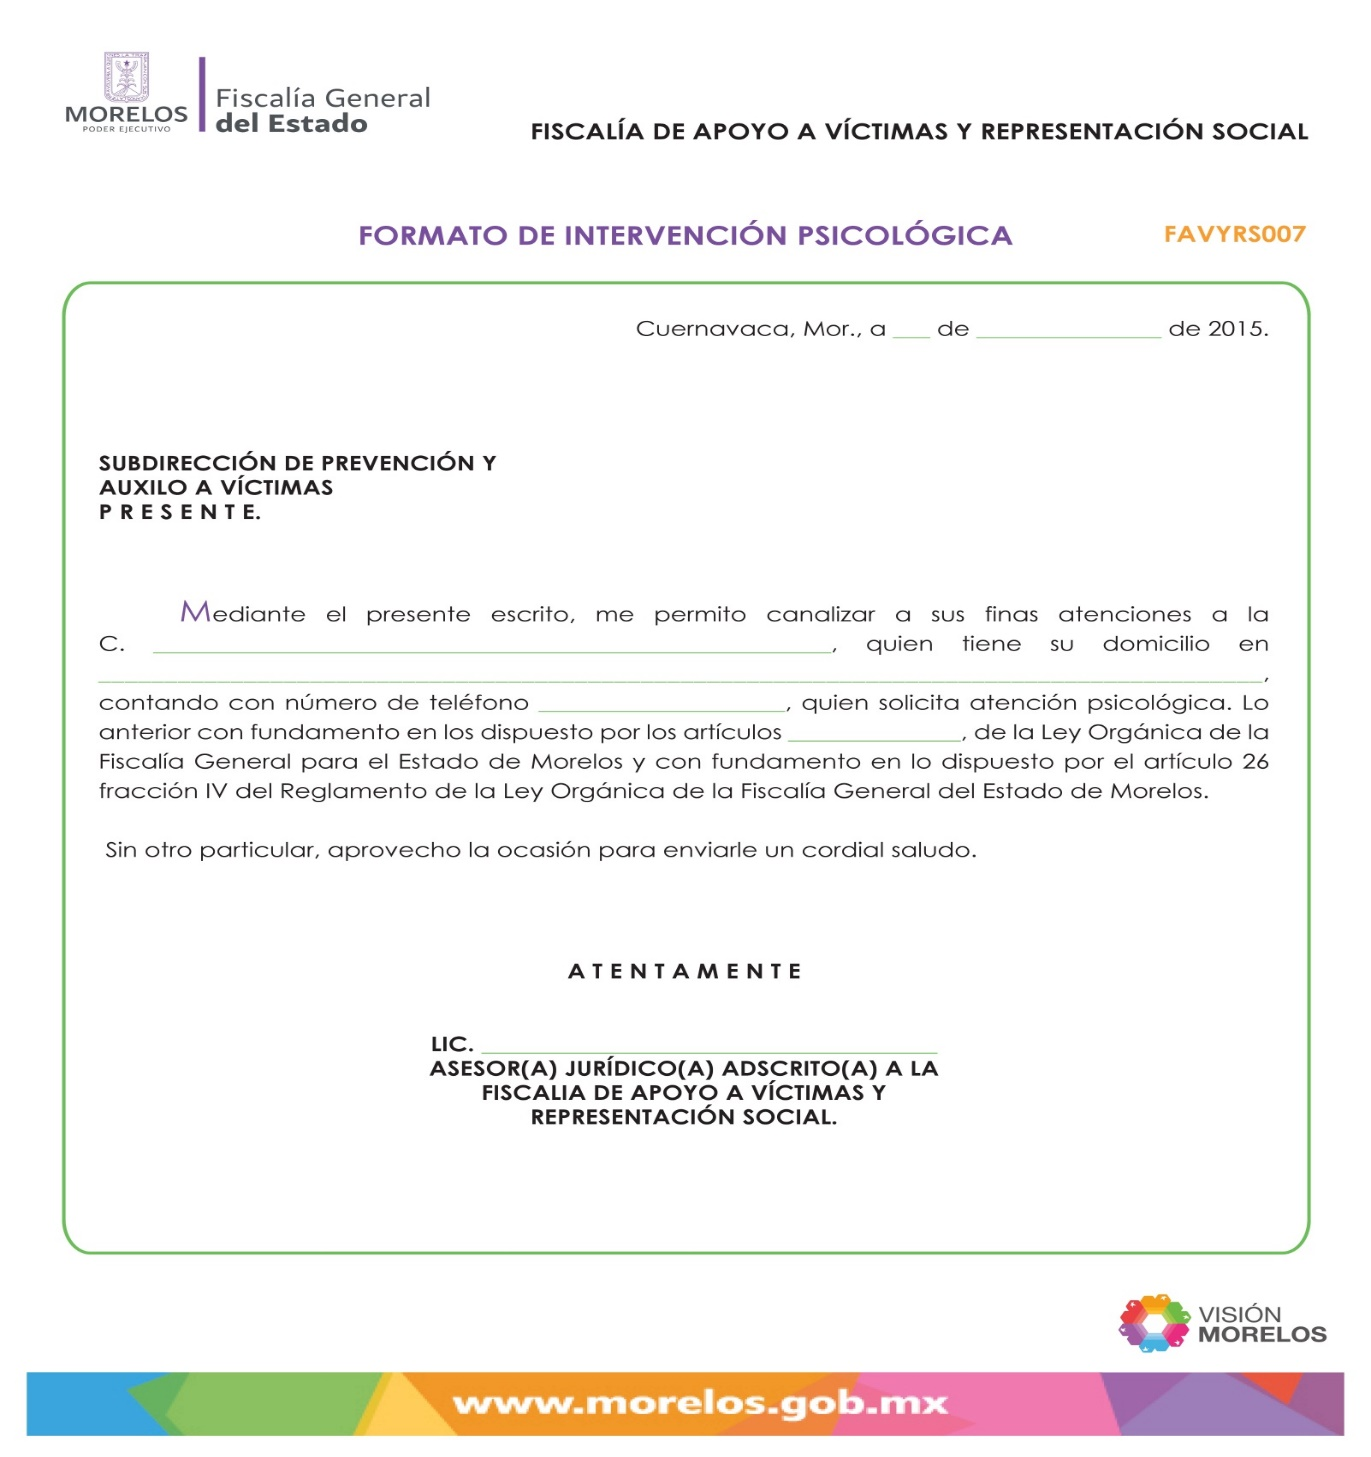 MORELOS
PODER EJECUTIVO
Fiscalía General
del Estado
FISCALÍA DE APOYO A VÍCTIMAS Y REPRESENTACIÓN SOCIAL
FORMATO DE INTERVENCIÓN PSICOLÓGICA
FAVYRS007
Cuernavaca, Mor., a ___ de _______________ de 2015.
SUBDIRECCIÓN DE PREVENCIÓN Y
AUXILO A VÍCTIMAS
P R E S E N T E.
Mediante el presente escrito, me permito canalizar a sus finas atenciones a la
C. _______________________________________________________, quien tiene su domicilio en
_______________________________________________________________________________________________,
contando con número de teléfono ____________________, quien solicita atención psicológica. Lo
anterior con fundamento en los dispuesto por los artículos ______________, de la Ley Orgánica de la
Fiscalía General para el Estado de Morelos y con fundamento en lo dispuesto por el artículo 26
fracción IV del Reglamento de la Ley Orgánica de la Fiscalía General del Estado de Morelos.
Sin otro particular, aprovecho la ocasión para enviarle un cordial saludo.
A T E N T A M E N T E
LIC. _____________________________________
ASESOR(A) JURÍDICO(A) ADSCRITO(A) A LA
FISCALIA DE APOYO A VÍCTIMAS Y
REPRESENTACIÓN SOCIAL.
VISIÓN
MORELOS
www.morelos.gob.mx